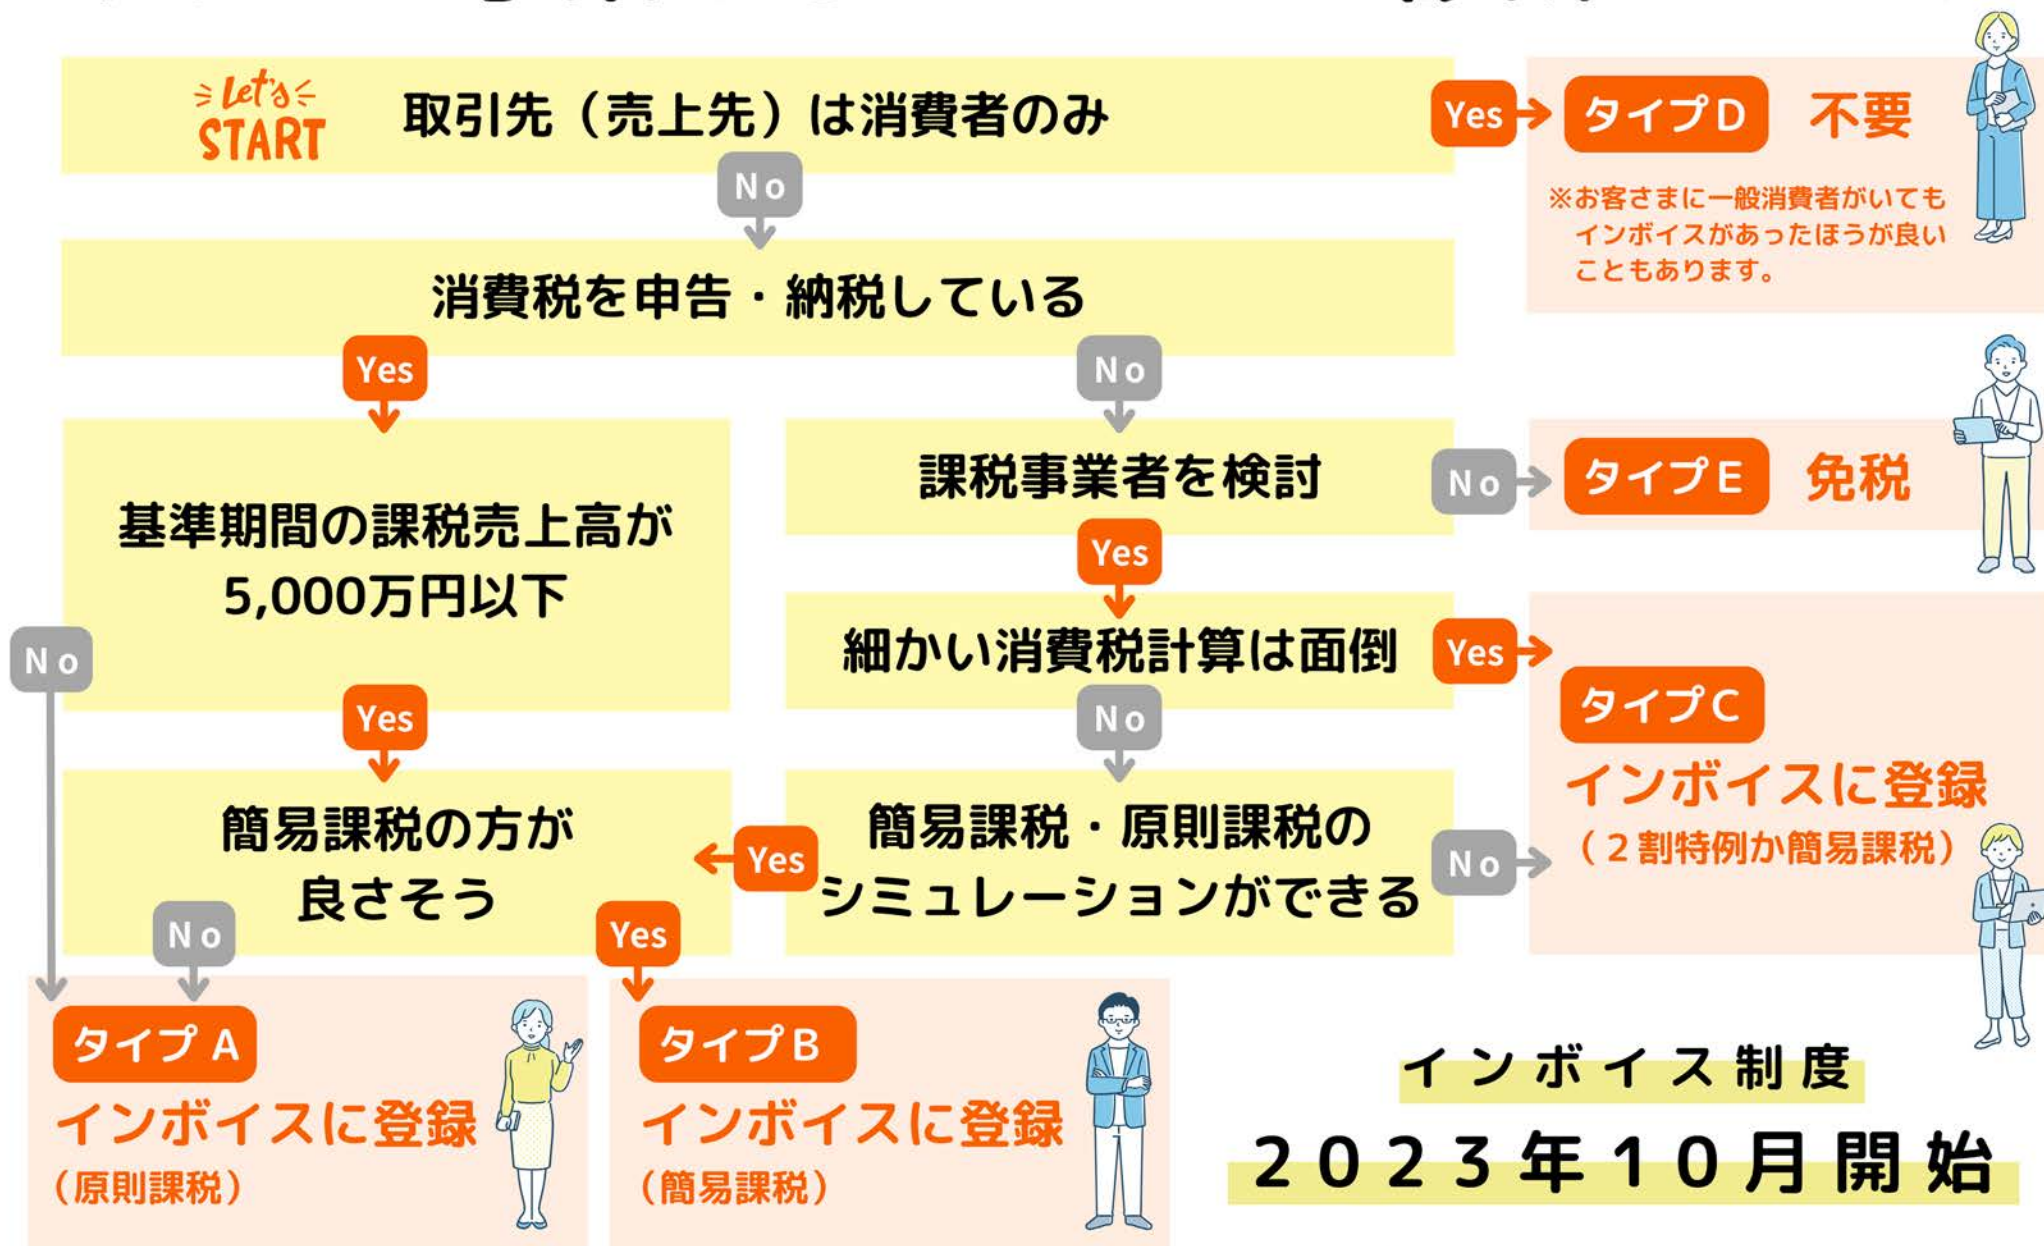 Let's
START
取引先（売上先）は消費者のみ
Yes
タイプD 不要
※お客さまに一般消費者がいても
インボイスがあったほうが良い
こともあります。
No
消費税を申告・納税している
Yes
No
課税事業者を検討
No
タイプE 免税
基準期間の課税売上高が
5,000万円以下
Yes
細かい消費税計算は面倒
Yes
No
Yes
No
タイプC
インボイスに登録
（２割特例か簡易課税）
簡易課税の方が
良さそう
Yes
簡易課税・原則課税の
シミュレーションができる
No
No
Yes
タイプA
インボイスに登録
（原則課税）
タイプB
インボイスに登録
（簡易課税）
インボイス制度
2023年10月開始